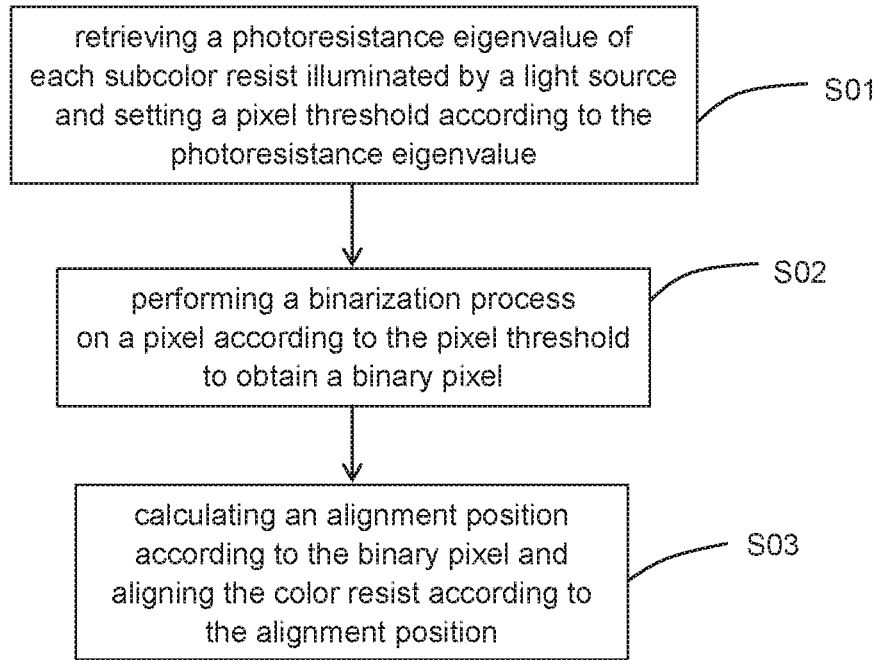 retrieving a photoresistance eigenvalue of
each subcolor resist illuminated by a light source
and setting a pixel threshold according to the
photoresistance eigenvalue
S01
performing a binarization process
on a pixel according to the pixel threshold
to obtain a binary pixel
S02
calculating an alignment position
according to the binary pixel and
aligning the color resist according to
the alignment position
S03